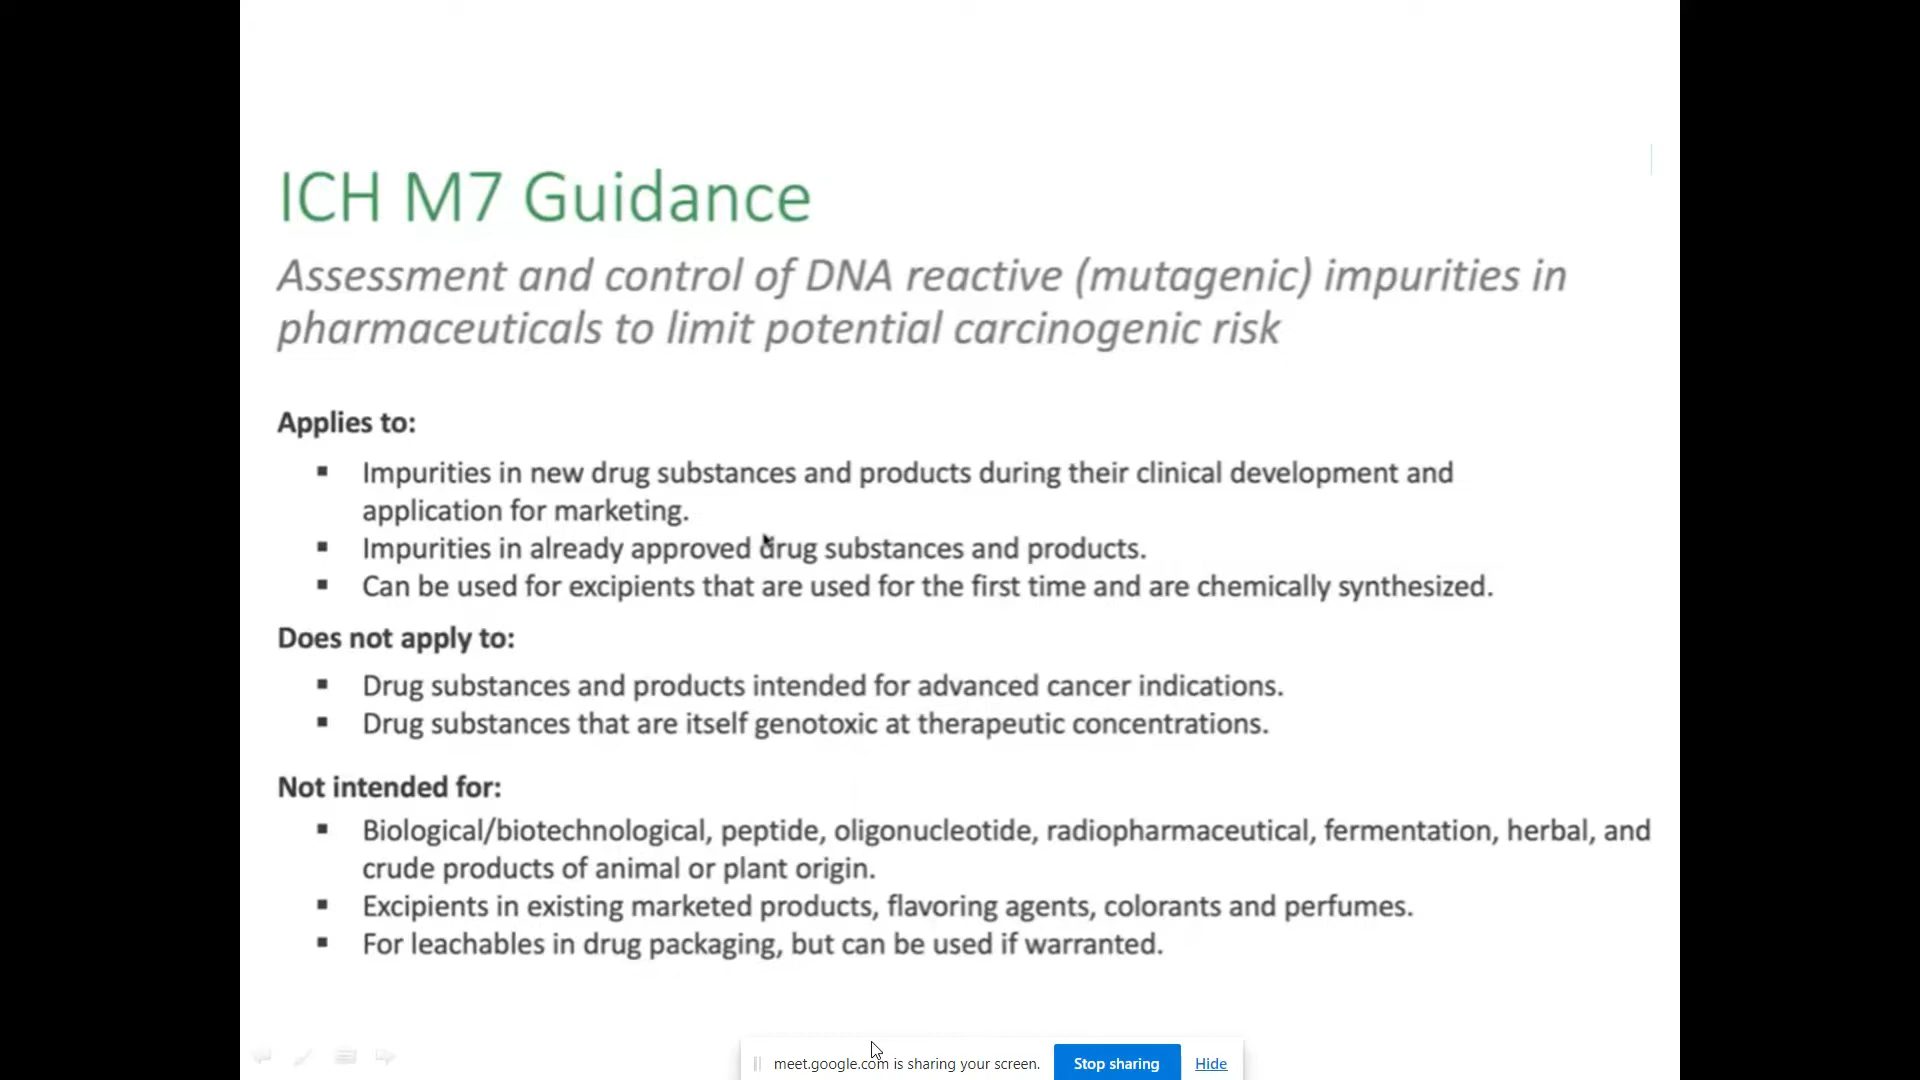 ICH M7 Guidance
Assessment and control of DNA reactive (mutagenic) impurities in
pharmaceuticals to limit potential carcinogenic risk
Applies to:
▪ Impurities in new drug substances and products during their clinical development and
application for marketing.
▪ Impurities in already approved drug substances and products.
▪ Can be used for excipients that are used for the first time and are chemically synthesized.
Does not apply to:
▪ Drug substances and products intended for advanced cancer indications.
▪ Drug substances that are itself genotoxic at therapeutic concentrations.
Not intended for:
▪ Biological/biotechnological, peptide, oligonucleotide, radiopharmaceutical, fermentation, herbal, and
crude products of animal or plant origin.
▪ Excipients in existing marketed products, flavoring agents, colorants and perfumes.
▪ For leachables in drug packaging, but can be used if warranted.
meet.google.com is sharing your screen. Stop sharing Hide